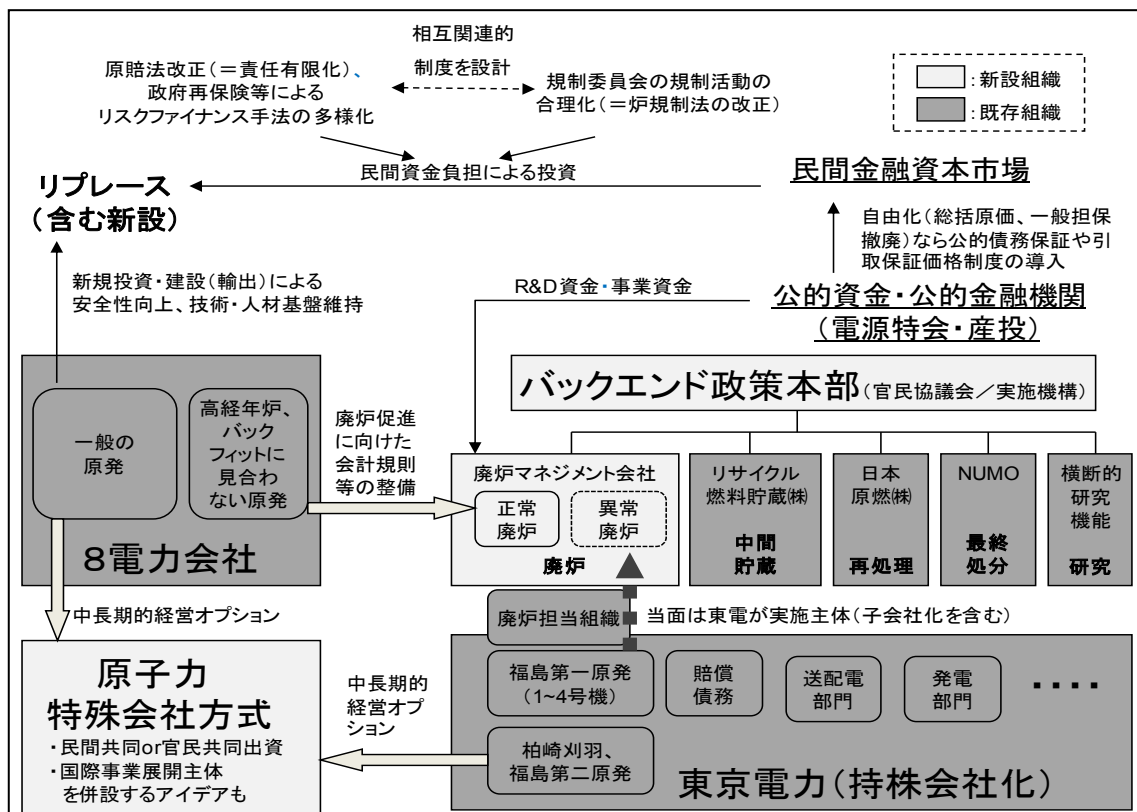 相互関連的
制度を設計
原賠法改正(=責任有限化)、
政府再保険等による
リスクファイナンス手法の多様化
規制委員会の規制活動の
合理化(=炉規制法の改正)
:新設組織
:既存組織
民間資金負担による投資
民間金融資本市場
リプレース
(含む新設)
自由化(総括原価、一般担保
撤廃)なら公的債務保証や引
取保証価格制度の導入
新規投資・建設(輸出)による
安全性向上、技術・人材基盤維持
R&D資金・事業資金
公的資金・公的金融機関
(電源特会・産投)
バックエンド政策本部(官民協議会/実施機構)
一般の
原発
高経年炉、
バック
フィットに
見合わ
ない原発
8電力会社
廃炉促進
に向けた
会計規則
等の整備
廃炉マネジメント会社
正常
廃炉
異常
廃炉
廃炉
リサイクル
燃料貯蔵㈱
中間
貯蔵
日本
原燃㈱
再処理
NUMO
最終
処分
横断的
研究
機能
研究
中長期的経営オプション
廃炉担当組織
当面は東電が実施主体(子会社化を含む)
原子力
特殊会社方式
・民間共同or官民共同出資
・国際事業展開主体
を併設するアイデアも
中長期的
経営オプ
ション
福島第一原発
(1~4号機)
賠償
債務
送配電
部門
発電
部門
・・・・
柏崎刈羽、
福島第二原発
東京電力(持株会社化)